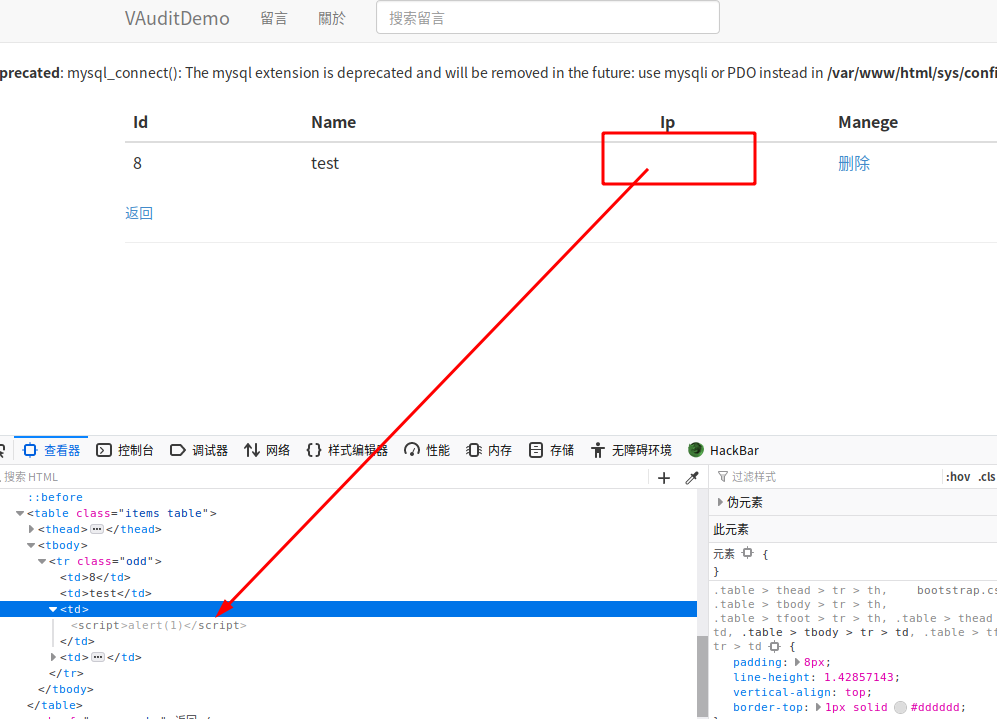 VAuditDemo 留言 關於 搜索留言
precated: mysql_connect(): The mysql extension is deprecated and will be removed in the future: use mysqli or PDO instead in /var/www/html/sys/confi
Id Name Ip Manege
8 test 删除
返回
查看器 控制台 调试器 网络 {} 样式编辑器 性能 内存 存储 无障碍环境 HackBar
搜索 HTML + 过滤样式 :hov .cls
::before
<table class="items table">
<thead> ... </thead>
<tbody>
<tr class="odd">
<td>8</td>
<td>test</td>
<td>
<script>alert(1)</script>
</td>
<td> ... </td>
</tr>
</tbody>
</table>
伪元素
此元素
元素 {
}
.table > thead > tr > th, bootstrap.cs
.table > tbody > tr > th,
.table > tfoot > tr > th, .table > thead
td, .table > tbody > tr > td, .table > tf
tr > td {
padding: 8px;
line-height: 1.42857143;
vertical-align: top;
border-top: 1px solid #dddddd;